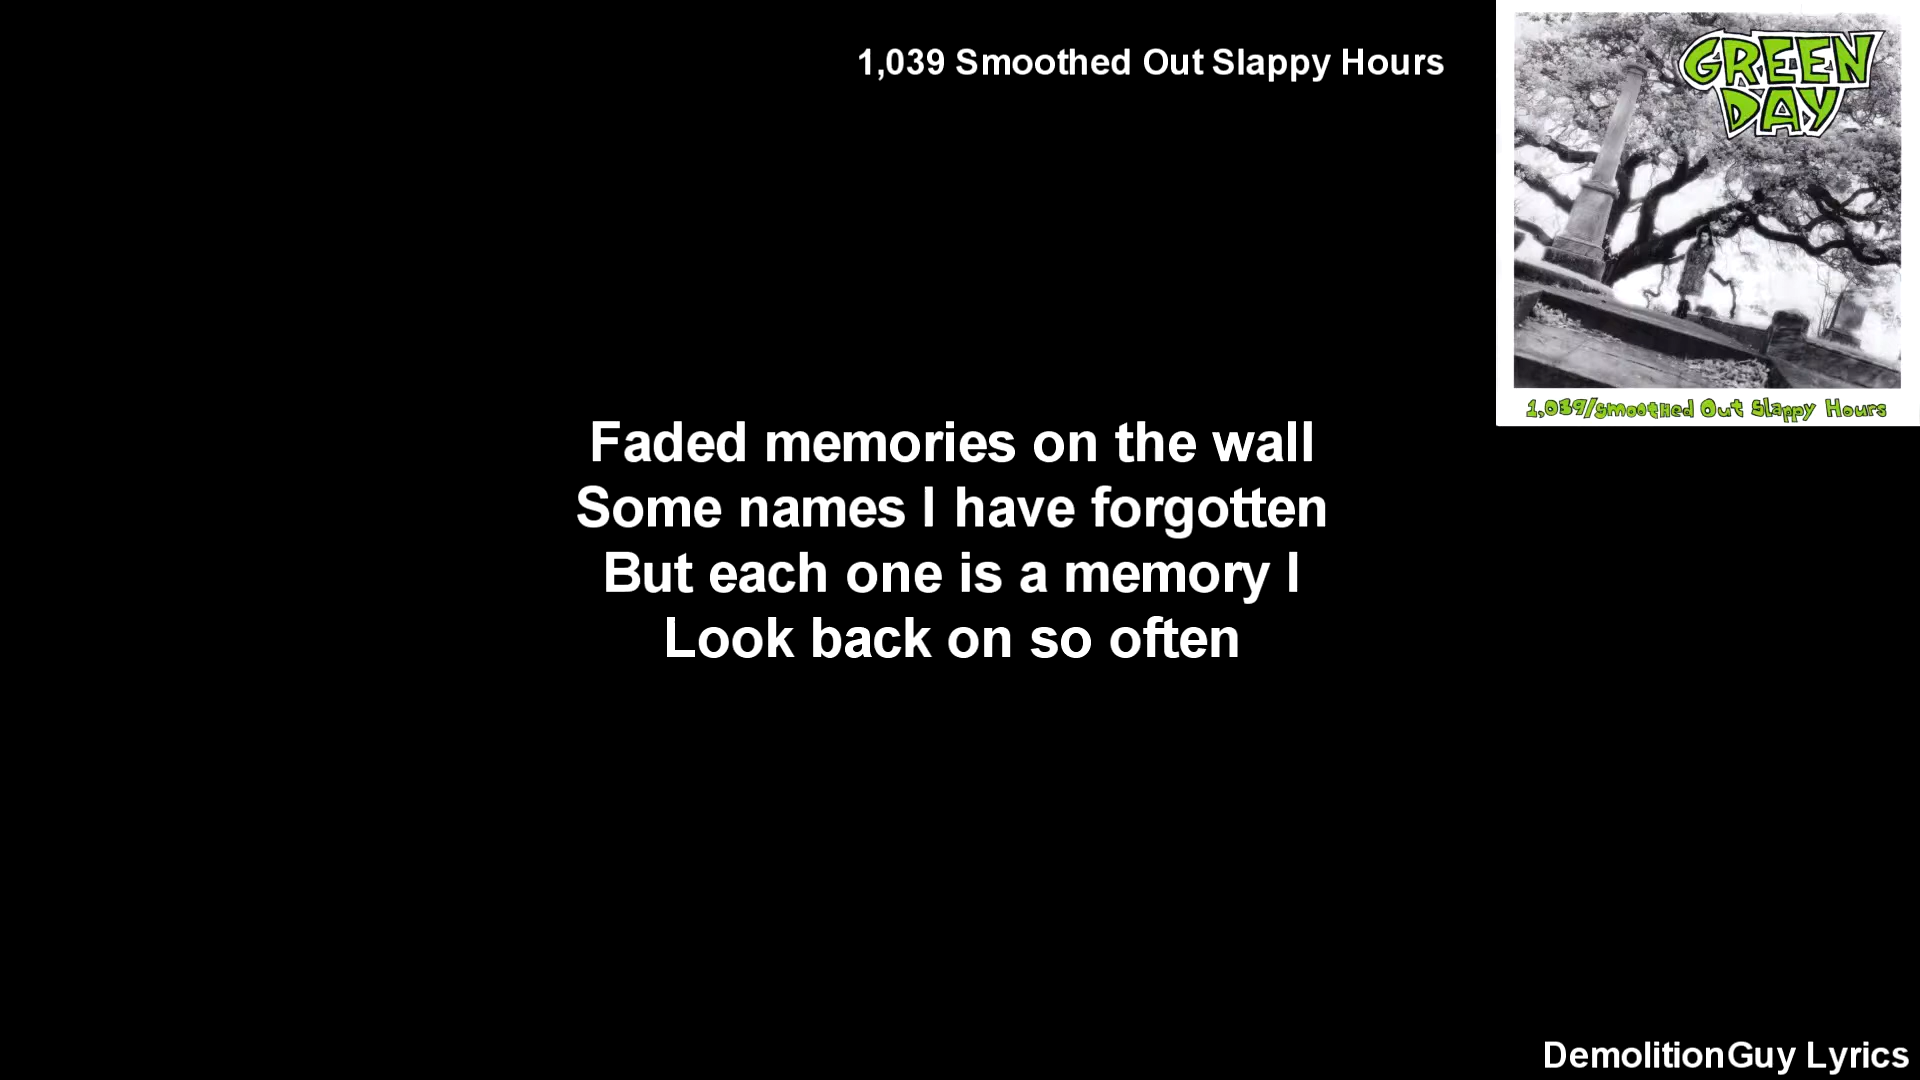 1,039 Smoothed Out Slappy Hours
GREEN
DAY
1,039/Smoothed Out Slappy Hours
Faded memories on the wall
Some names I have forgotten
But each one is a memory I
Look back on so often
DemolitionGuy Lyrics